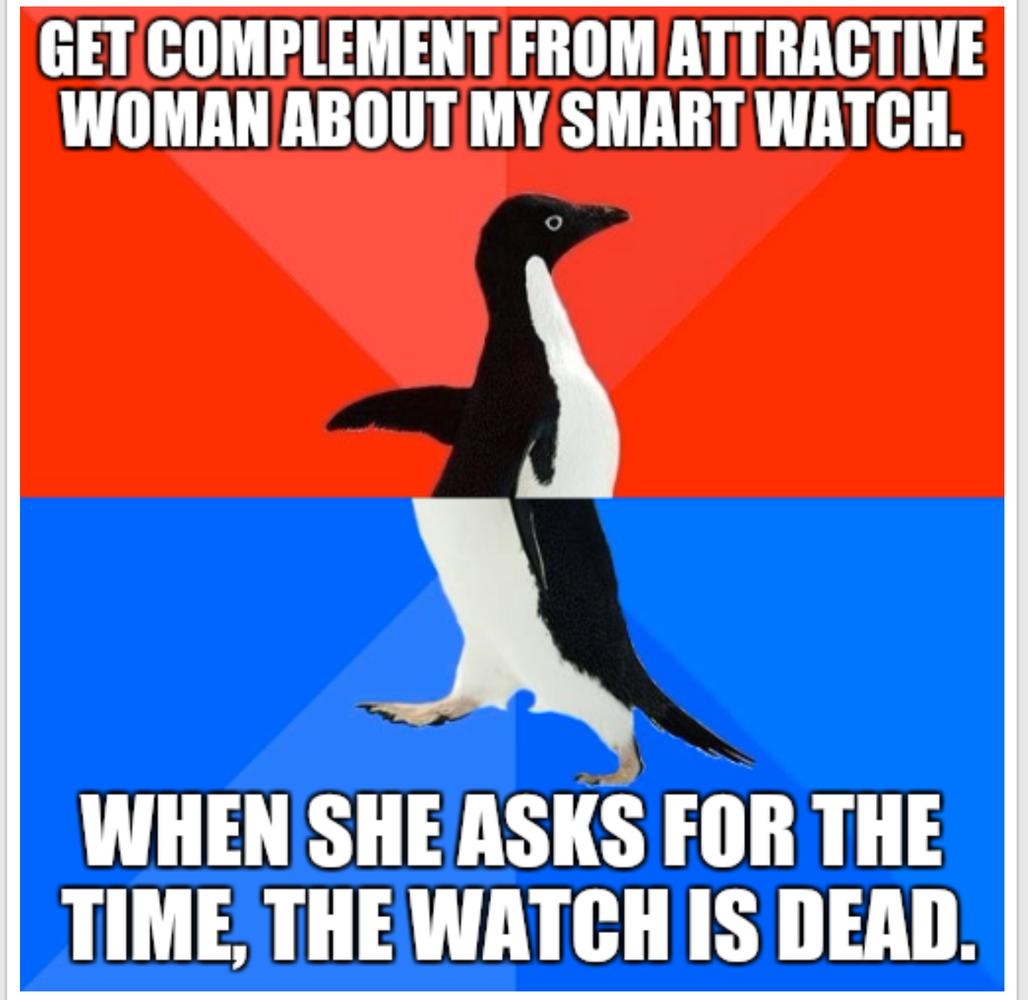 GET COMPLEMENT FROM ATTRACTIVE
WOMAN ABOUT MY SMART WATCH.
WHEN SHE ASKS FOR THE
TIME, THE WATCH IS DEAD.